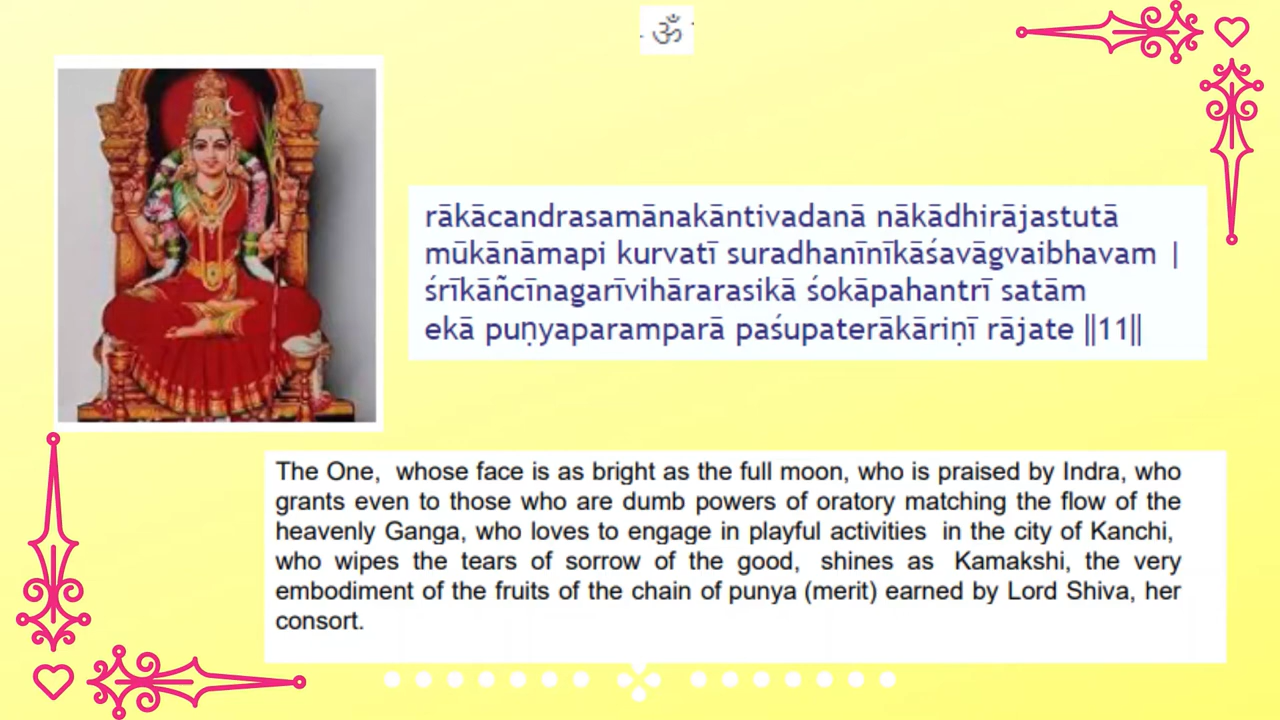 ॐ
rākācandrasamānakāntivadanā nākādhirājastutā
mūkānāmapi kurvatī suradhanīnīkāśavāgvaibhavam |
śrīkāñcīnagarīvihārarasikā śokāpahantrī satām
ekā puṇyaparamparā paśupaterākāriṇī rājate ||11||
The One, whose face is as bright as the full moon, who is praised by Indra, who
grants even to those who are dumb powers of oratory matching the flow of the
heavenly Ganga, who loves to engage in playful activities in the city of Kanchi,
who wipes the tears of sorrow of the good, shines as Kamakshi, the very
embodiment of the fruits of the chain of punya (merit) earned by Lord Shiva, her
consort.